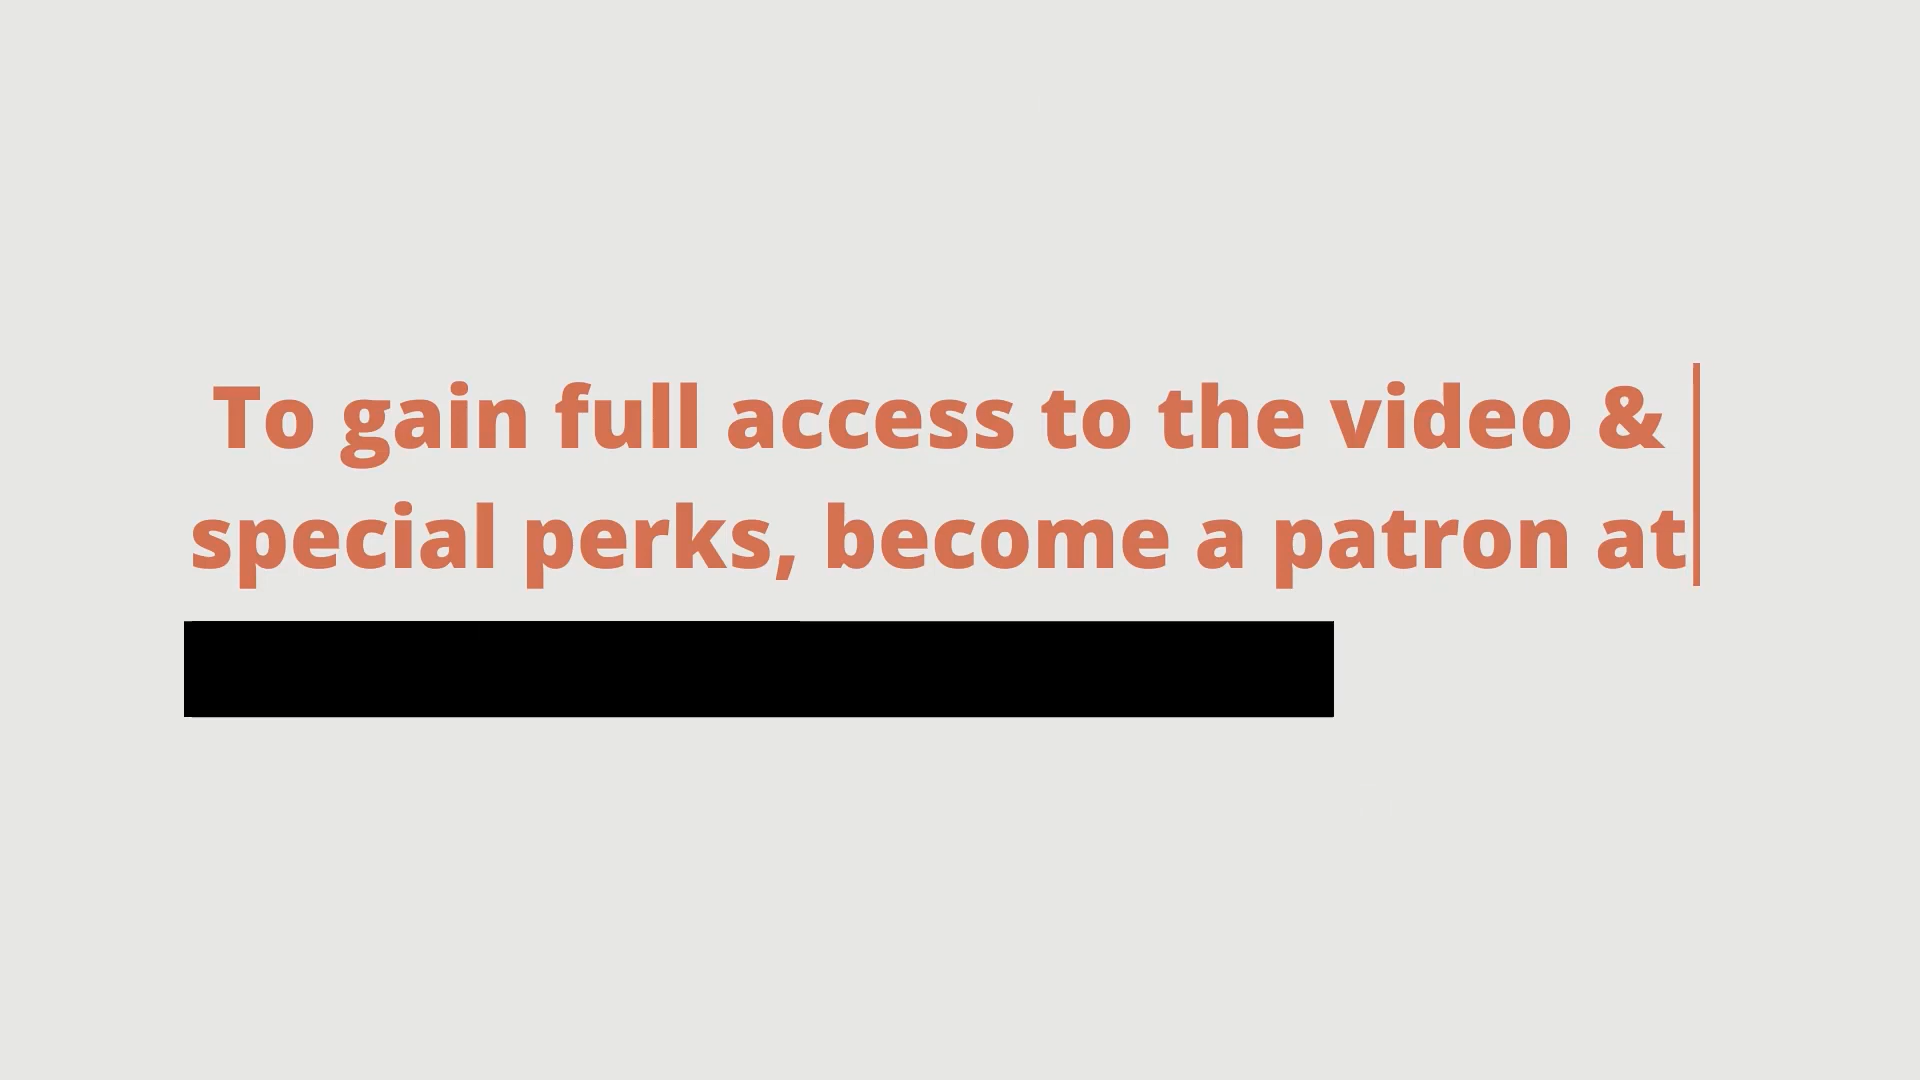 To gain full access to the video &
special perks, become a patron at